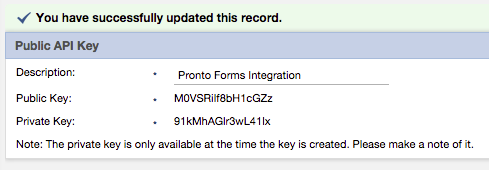 You have successfully updated this record.
Public API Key
Description: • Pronto Forms Integration
Public Key: • M0VSRilf8bH1cGZz
Private Key: • 91kMhAGlr3wL41lx
Note: The private key is only available at the time the key is created. Please make a note of it.